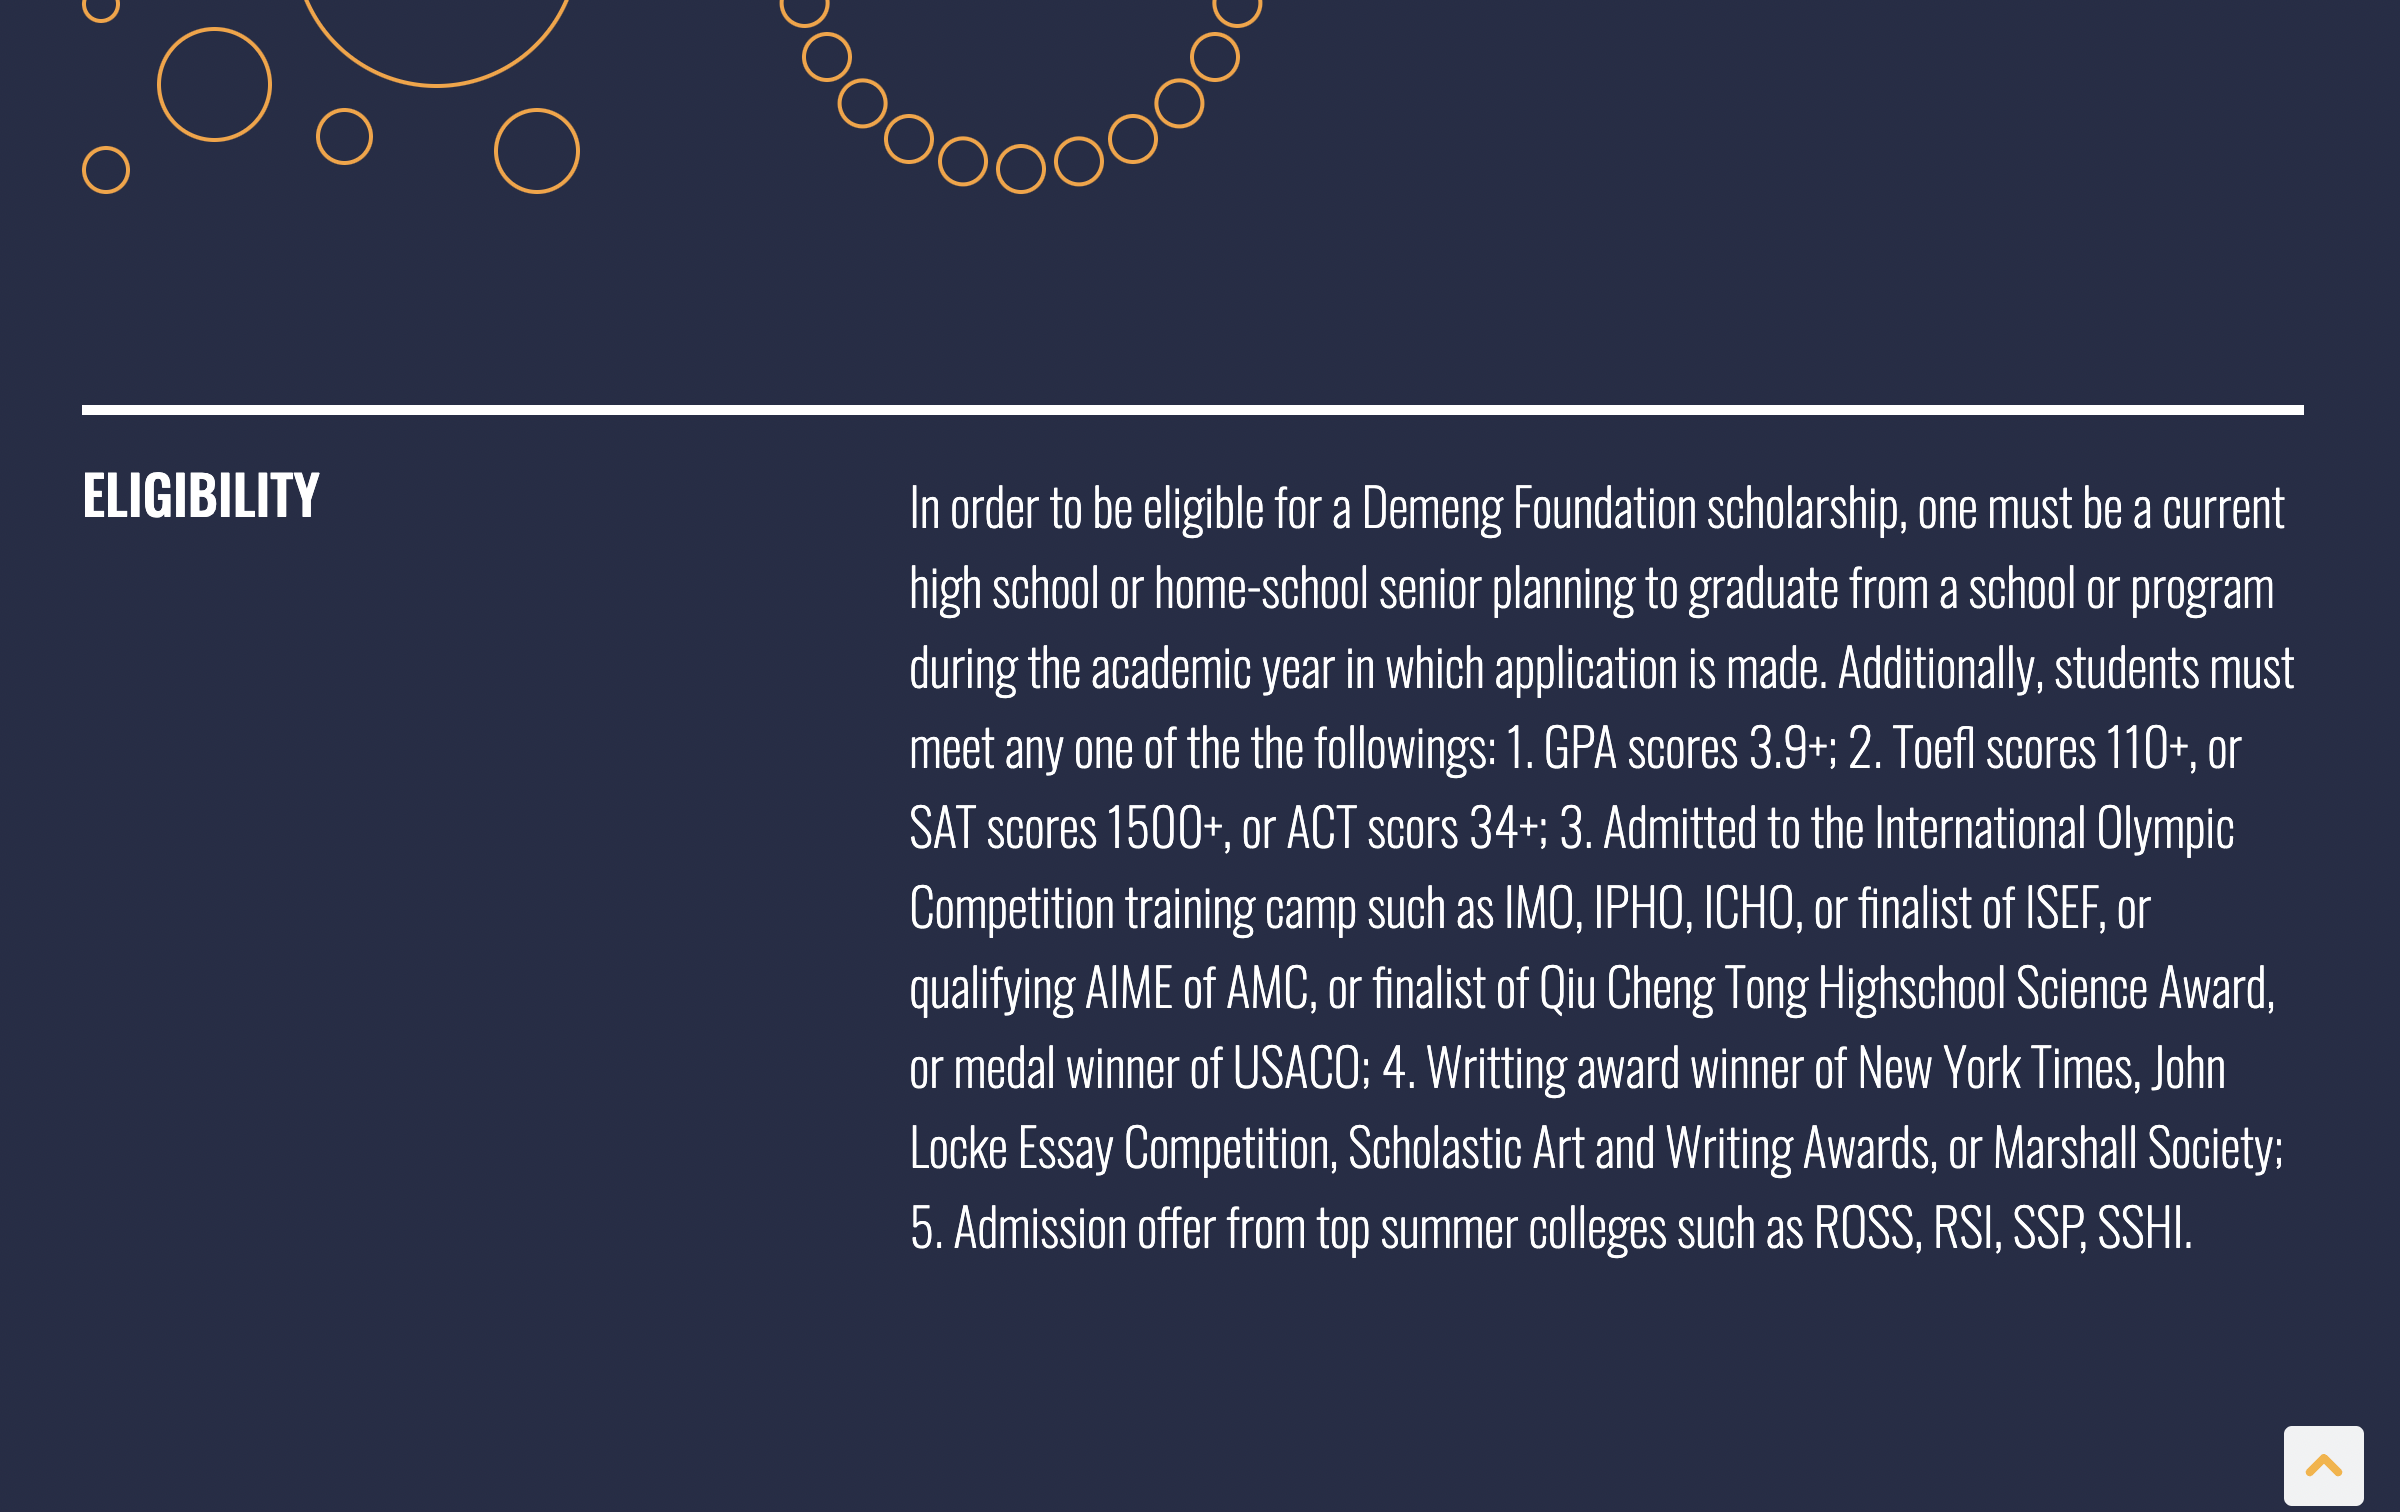 ELIGIBILITY
In order to be eligible for a Demeng Foundation scholarship, one must be a current
high school or home-school senior planning to graduate from a school or program
during the academic year in which application is made. Additionally, students must
meet any one of the the followings: 1. GPA scores 3.9+; 2. Toefl scores 110+, or
SAT scores 1500+, or ACT scors 34+; 3. Admitted to the International Olympic
Competition training camp such as IMO, IPHO, ICHO, or finalist of ISEF, or
qualifying AIME of AMC, or finalist of Qiu Cheng Tong Highschool Science Award,
or medal winner of USACO; 4. Writting award winner of New York Times, John
Locke Essay Competition, Scholastic Art and Writing Awards, or Marshall Society;
5. Admission offer from top summer colleges such as ROSS, RSI, SSP, SSHI.